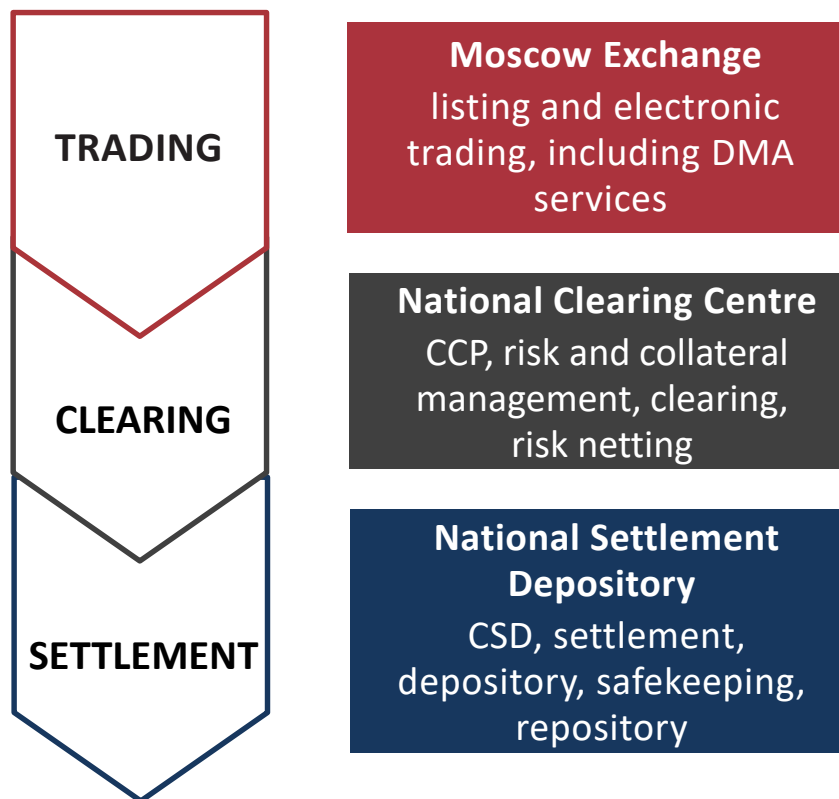 TRADING
Moscow Exchange
listing and electronic
trading, including DMA
services
CLEARING
National Clearing Centre
CCP, risk and collateral
management, clearing,
risk netting
SETTLEMENT
National Settlement
Depository
CSD, settlement,
depository, safekeeping,
repository